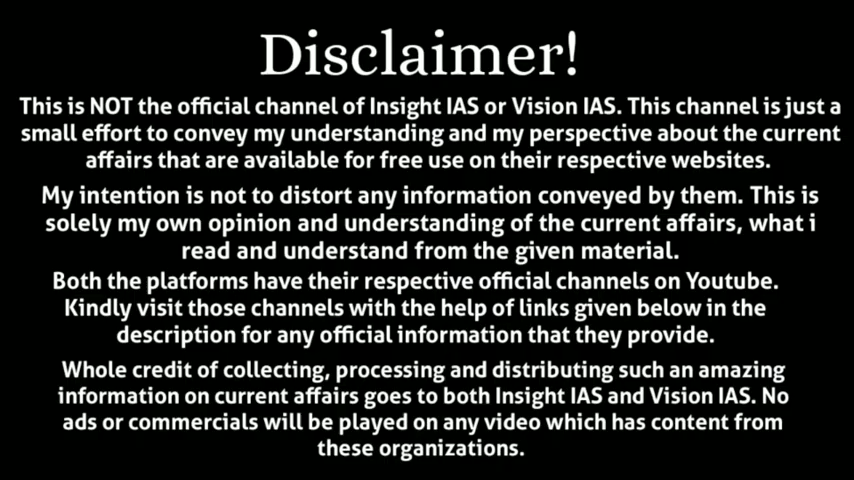 Disclaimer!
This is NOT the official channel of Insight IAS or Vision IAS. This channel is just a
small effort to convey my understanding and my perspective about the current
affairs that are available for free use on their respective websites.
My intention is not to distort any information conveyed by them. This is
solely my own opinion and understanding of the current affairs, what i
read and understand from the given material.
Both the platforms have their respective official channels on Youtube.
Kindly visit those channels with the help of links given below in the
description for any official information that they provide.
Whole credit of collecting, processing and distributing such an amazing
information on current affairs goes to both Insight IAS and Vision IAS. No
ads or commercials will be played on any video which has content from
these organizations.